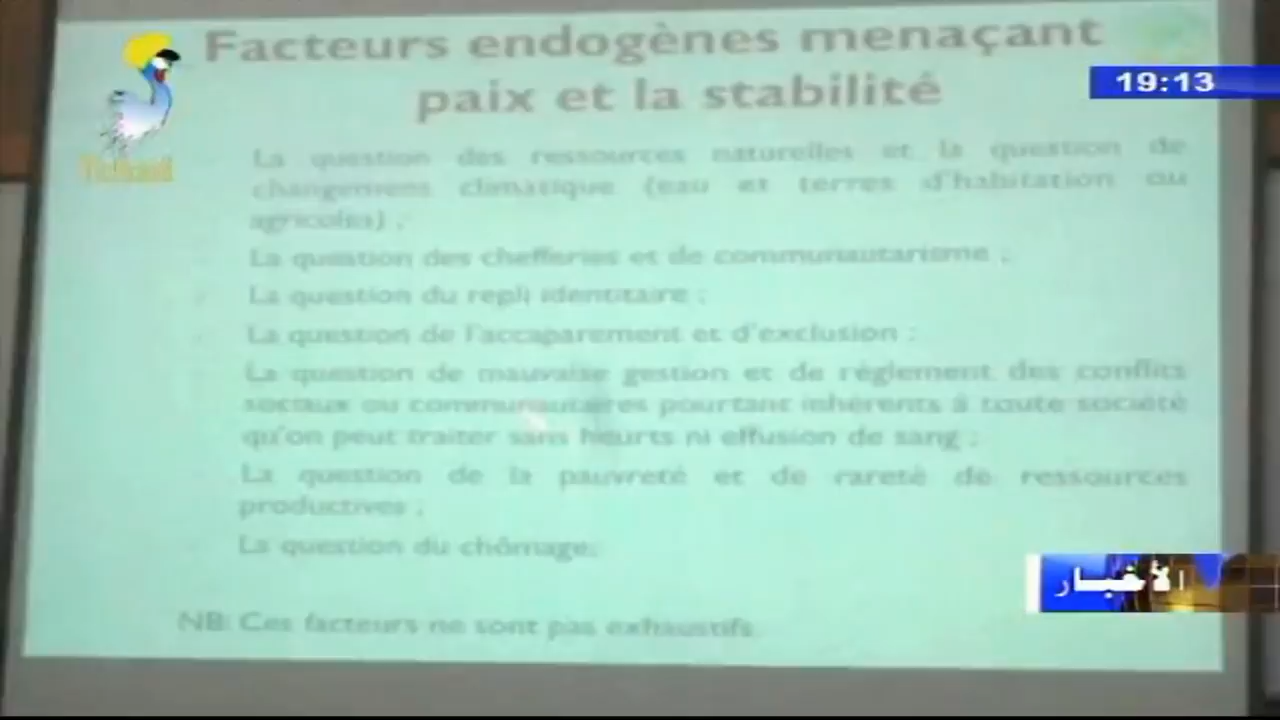 Facteurs endogènes menaçant
paix et la stabilité
19:13
La question des ressources naturelles et la question de
changement climatique (eau et terres d'habitation ou
agricoles) ;
La question des chefferies et de communautarisme ;
La question du repli identitaire ;
La question de l'accaparement et d'exclusion ;
La question de mauvaise gestion et de règlement des conflits
sociaux ou communautaires pourtant inhérents à toute société
qu'on peut traiter sans heurts ni effusion de sang ;
La question de la pauvreté et de rareté de ressources
productives ;
La question du chômage;
الأخبار
NB: Ces facteurs ne sont pas exhaustifs